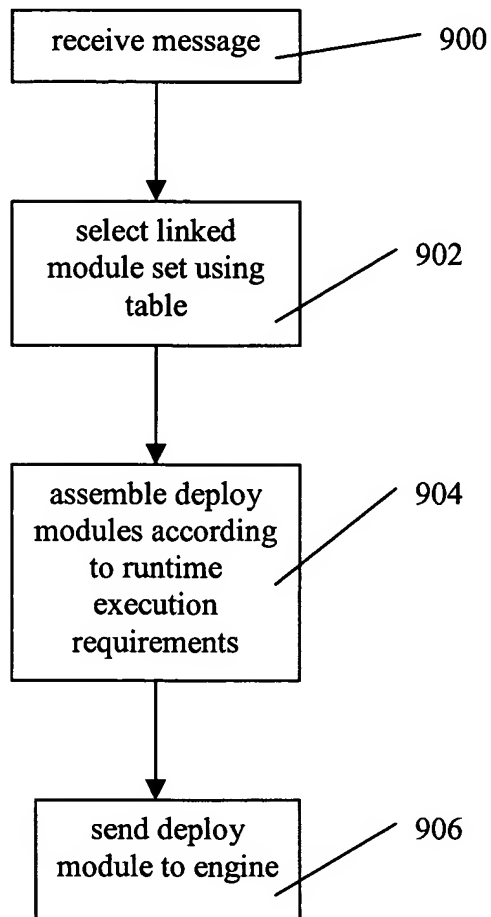 receive message
900
select linked
module set using
table
902
assemble deploy
modules according
to runtime
execution
requirements
904
send deploy
module to engine
906